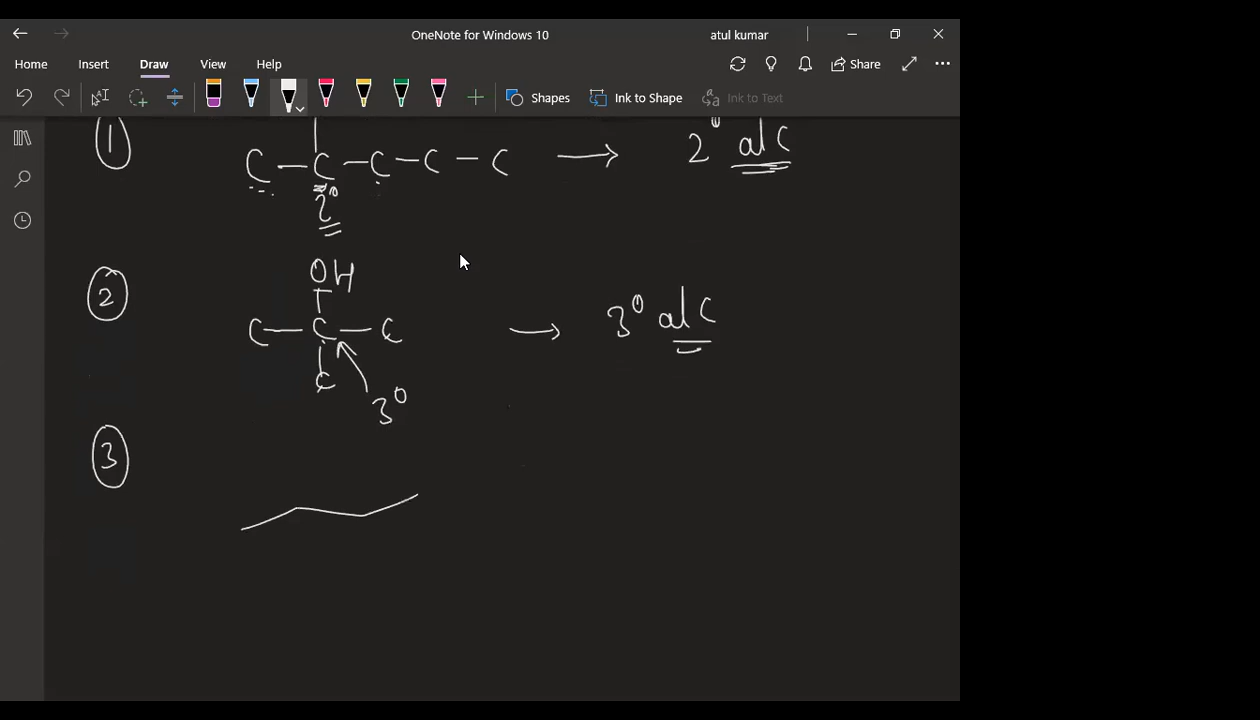 OneNote for Windows 10
atul kumar
Home Insert Draw View Help
Share
Shapes Ink to Shape Ink to Text
1
C — C — C — C — C → 2° alC
2°
2
OH
C — C — C → 3° alC
C
3°
3